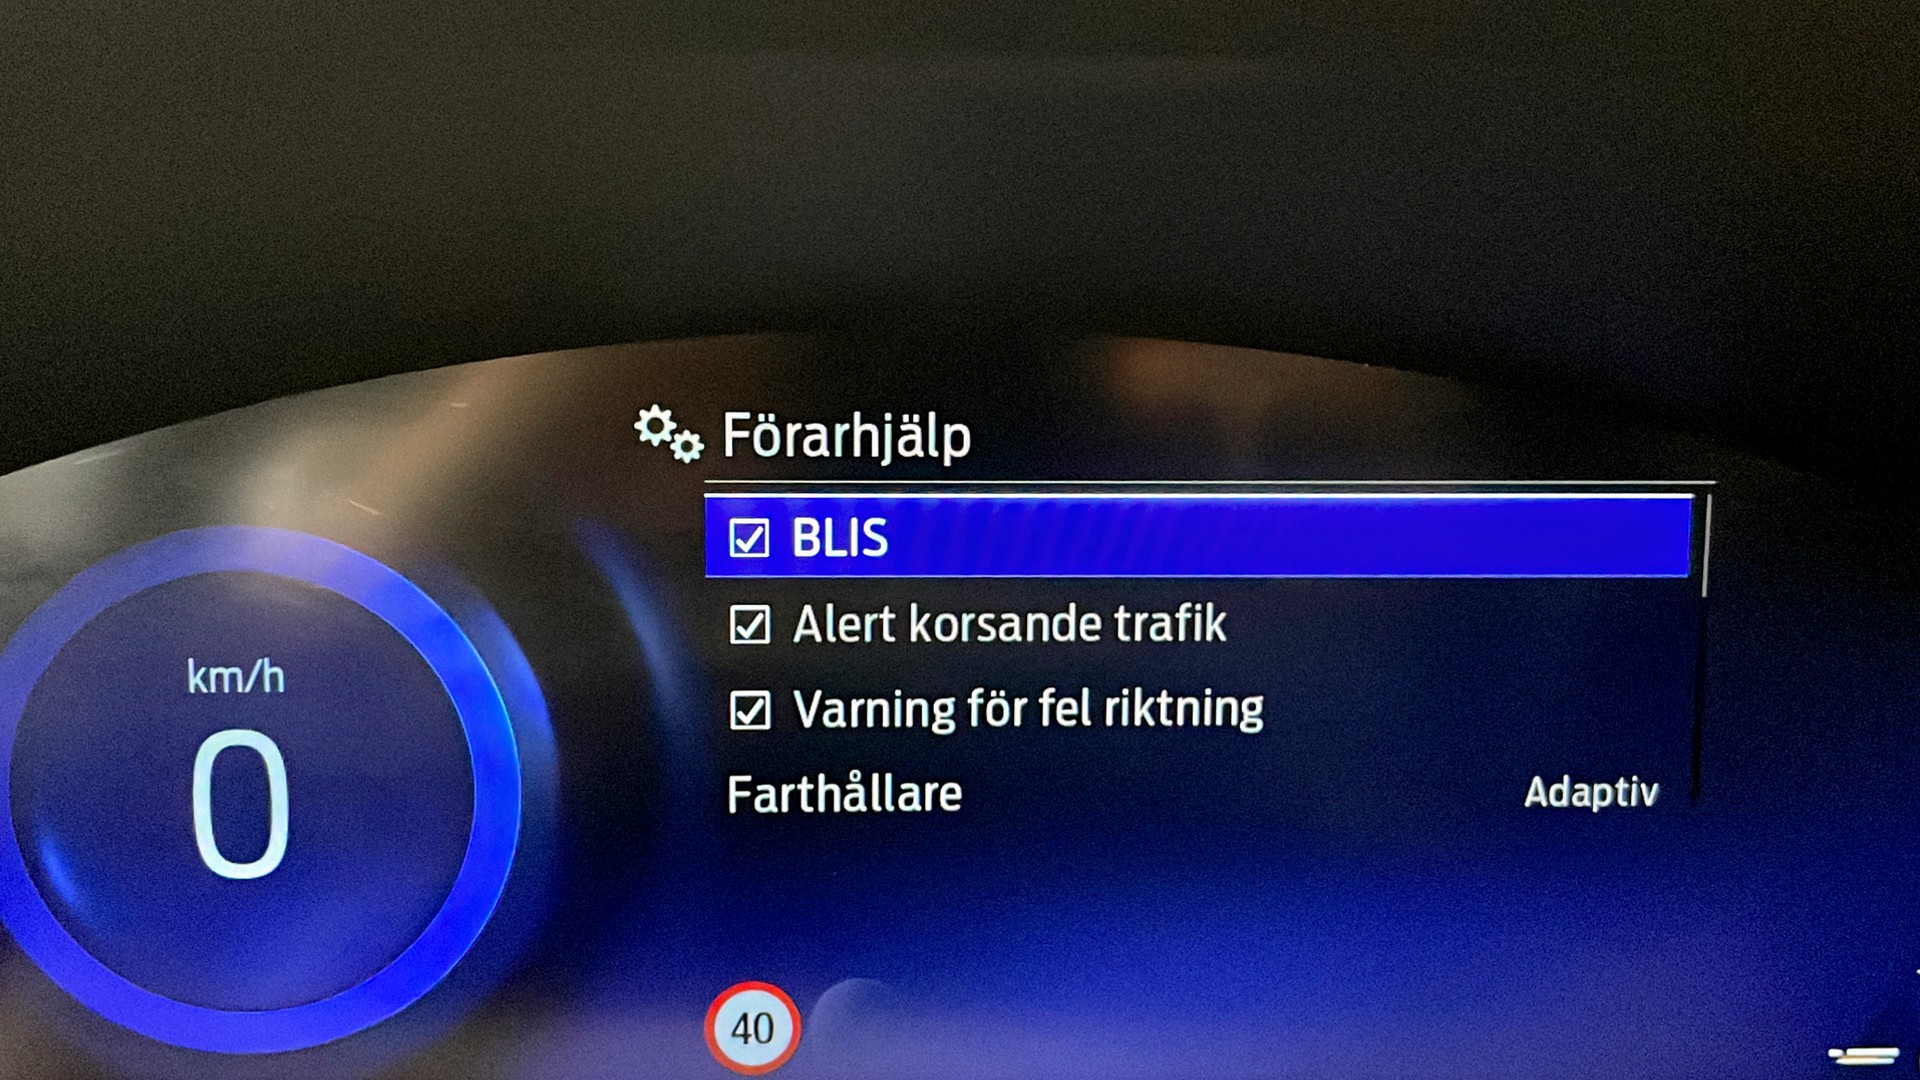 Förarhjälp
BLIS
Alert korsande trafik
Varning för fel riktning
Farthållare Adaptiv
km/h
0
40